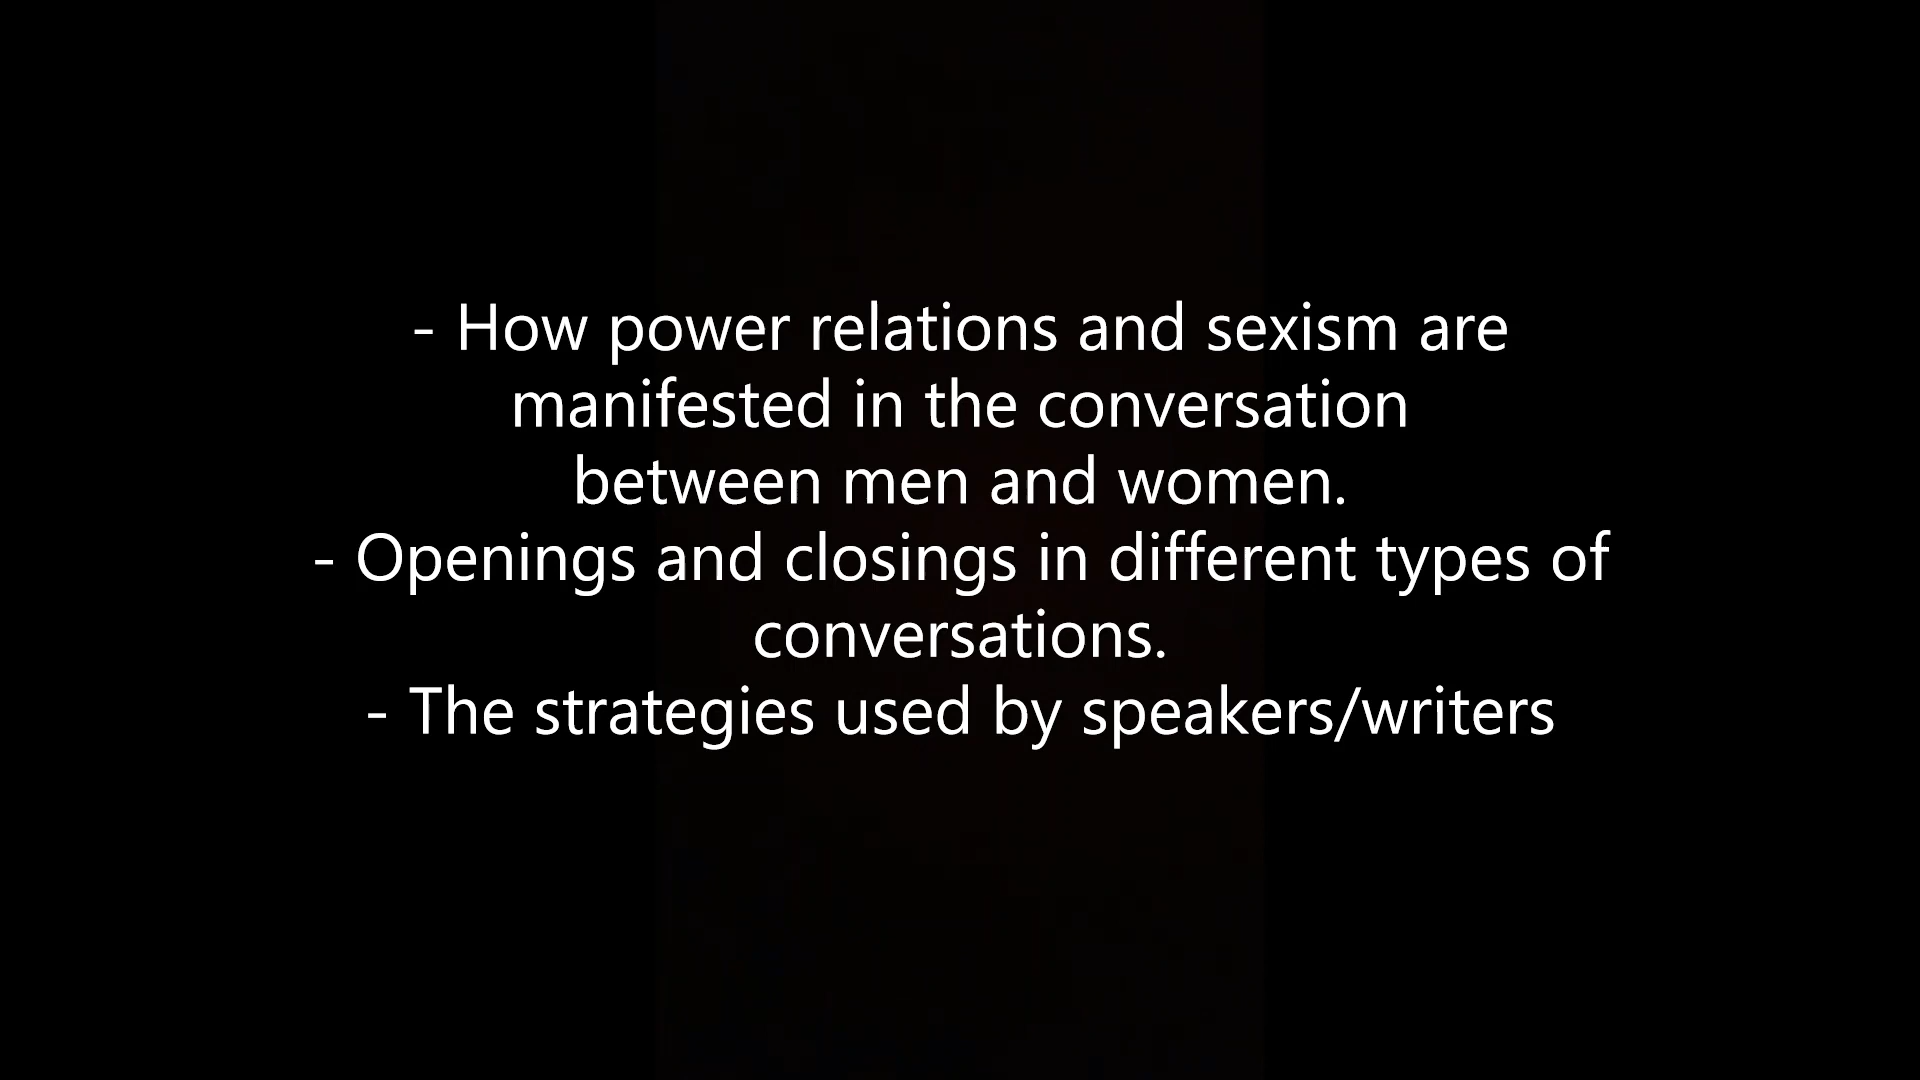 - How power relations and sexism are
manifested in the conversation
between men and women.
- Openings and closings in different types of
conversations.
- The strategies used by speakers/writers